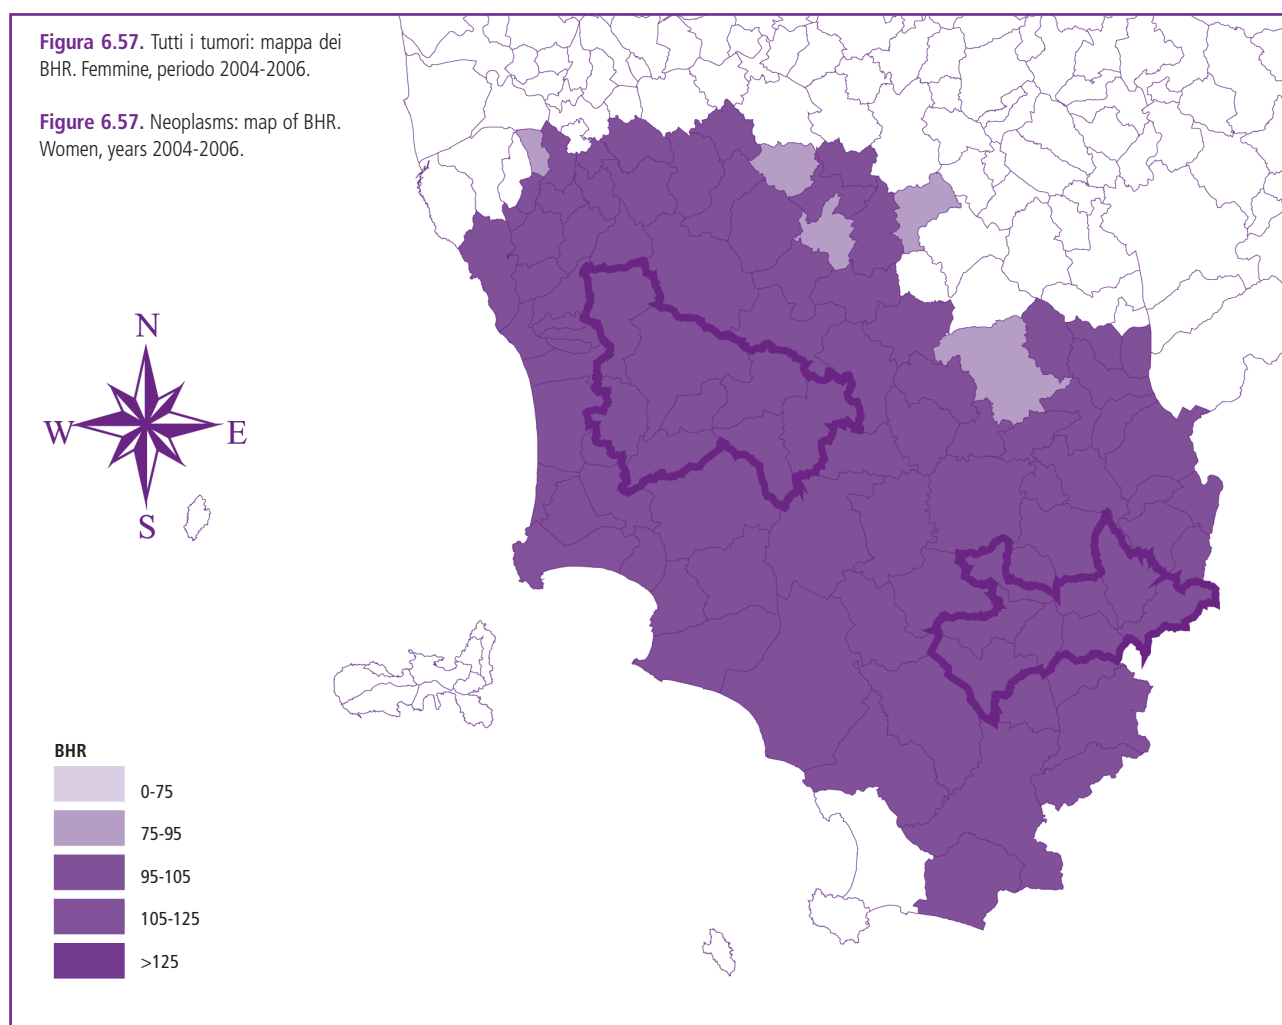 Figura 6.57. Tutti i tumori: mappa dei
BHR. Femmine, periodo 2004-2006.
Figure 6.57. Neoplasms: map of BHR.
Women, years 2004-2006.
N
W
E
S
BHR
0-75
75-95
95-105
105-125
>125